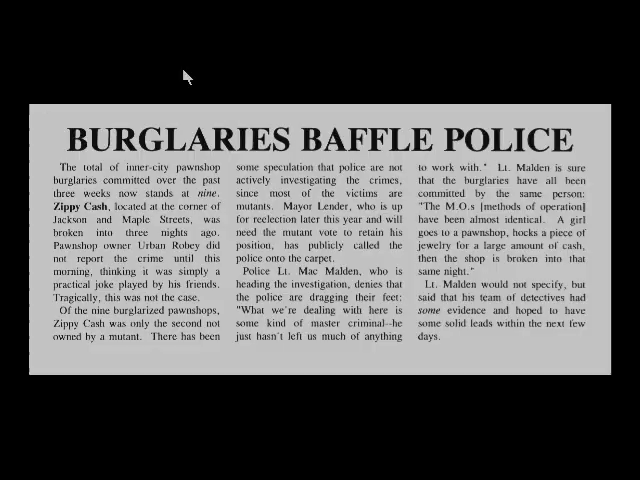 BURGLARIES BAFFLE POLICE
The total of inner-city pawnshop
burglaries committed over the past
three weeks now stands at nine.
Zippy Cash, located at the corner of
Jackson and Maple Streets, was
broken into three nights ago.
Pawnshop owner Urban Robey did
not report the crime until this
morning, thinking it was simply a
practical joke played by his friends.
Tragically, this was not the case.
Of the nine burglarized pawnshops,
Zippy Cash was only the second not
owned by a mutant. There has been
some speculation that police are not
actively investigating the crimes,
since most of the victims are
mutants. Mayor Lender, who is up
for reelection later this year and will
need the mutant vote to retain his
position, has publicly called the
police onto the carpet.
Police Lt. Mac Malden, who is
heading the investigation, denies that
the police are dragging their feet:
"What we're dealing with here is
some kind of master criminal--he
just hasn't left us much of anything
to work with." Lt. Malden is sure
that the burglaries have all been
committed by the same person:
"The M.O.s [methods of operation]
have been almost identical. A girl
goes to a pawnshop, hocks a piece of
jewelry for a large amount of cash,
then the shop is broken into that
same night."
Lt. Malden would not specify, but
said that his team of detectives had
some evidence and hoped to have
some solid leads within the next few
days.